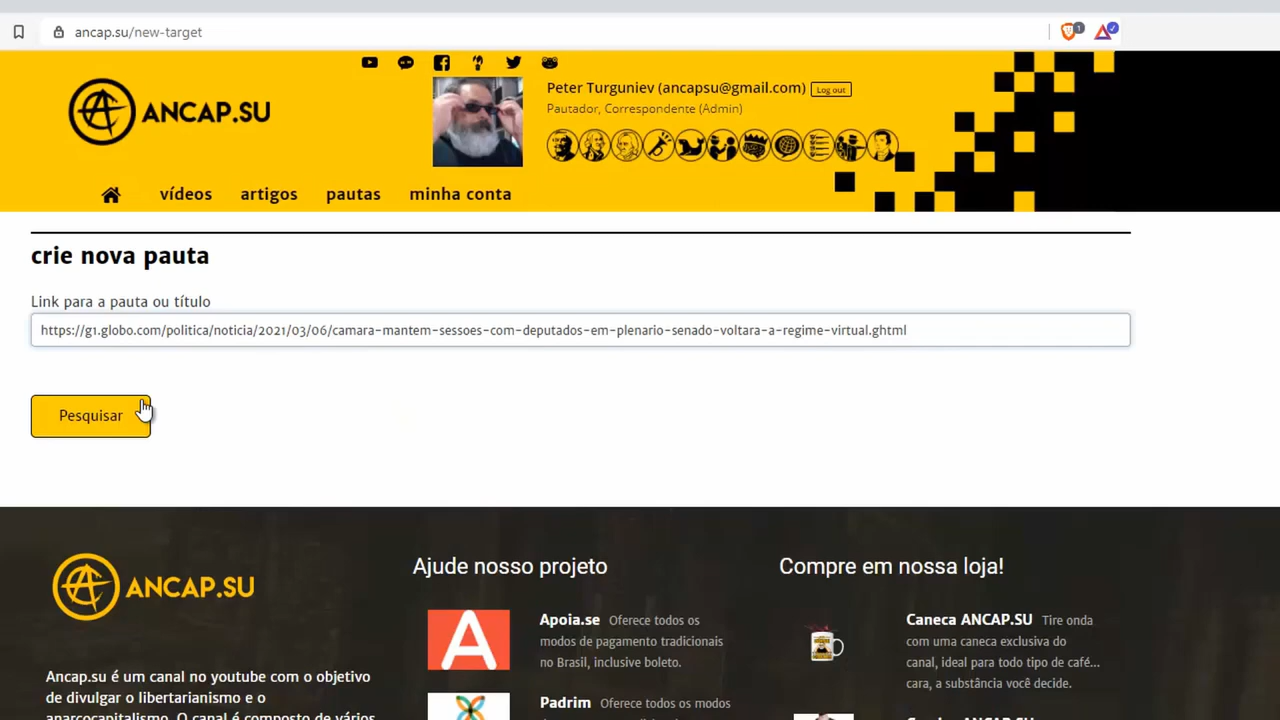 ancap.su/new-target
ANCAP.SU
Peter Turguniev (ancapsu@gmail.com) Log out
Pautador, Correspondente (Admin)
vídeos artigos pautas minha conta
crie nova pauta
Link para a pauta ou título
https://g1.globo.com/politica/noticia/2021/03/06/camara-mantem-sessoes-com-deputados-em-plenario-senado-voltara-a-regime-virtual.ghtml
Pesquisar
ANCAP.SU
Ancap.su é um canal no youtube com o objetivo
de divulgar o libertarianismo e o
anarcocapitalismo. O canal é composto de vários
Ajude nosso projeto
Apoia.se Oferece todos os
modos de pagamento tradicionais
no Brasil, inclusive boleto.
Padrim Oferece todos os modos
Compre em nossa loja!
Caneca ANCAP.SU Tire onda
com uma caneca exclusiva do
canal, ideal para todo tipo de café...
cara, a substância você decide.